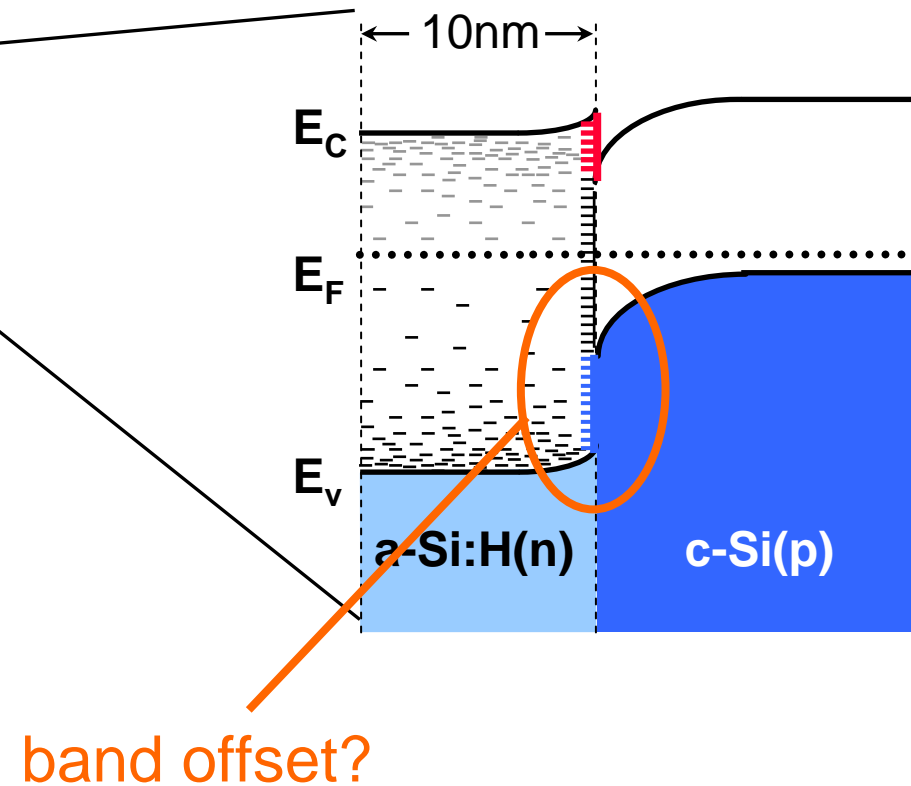 10nm
E_C
E_F
E_v
a-Si:H(n) c-Si(p)
band offset?